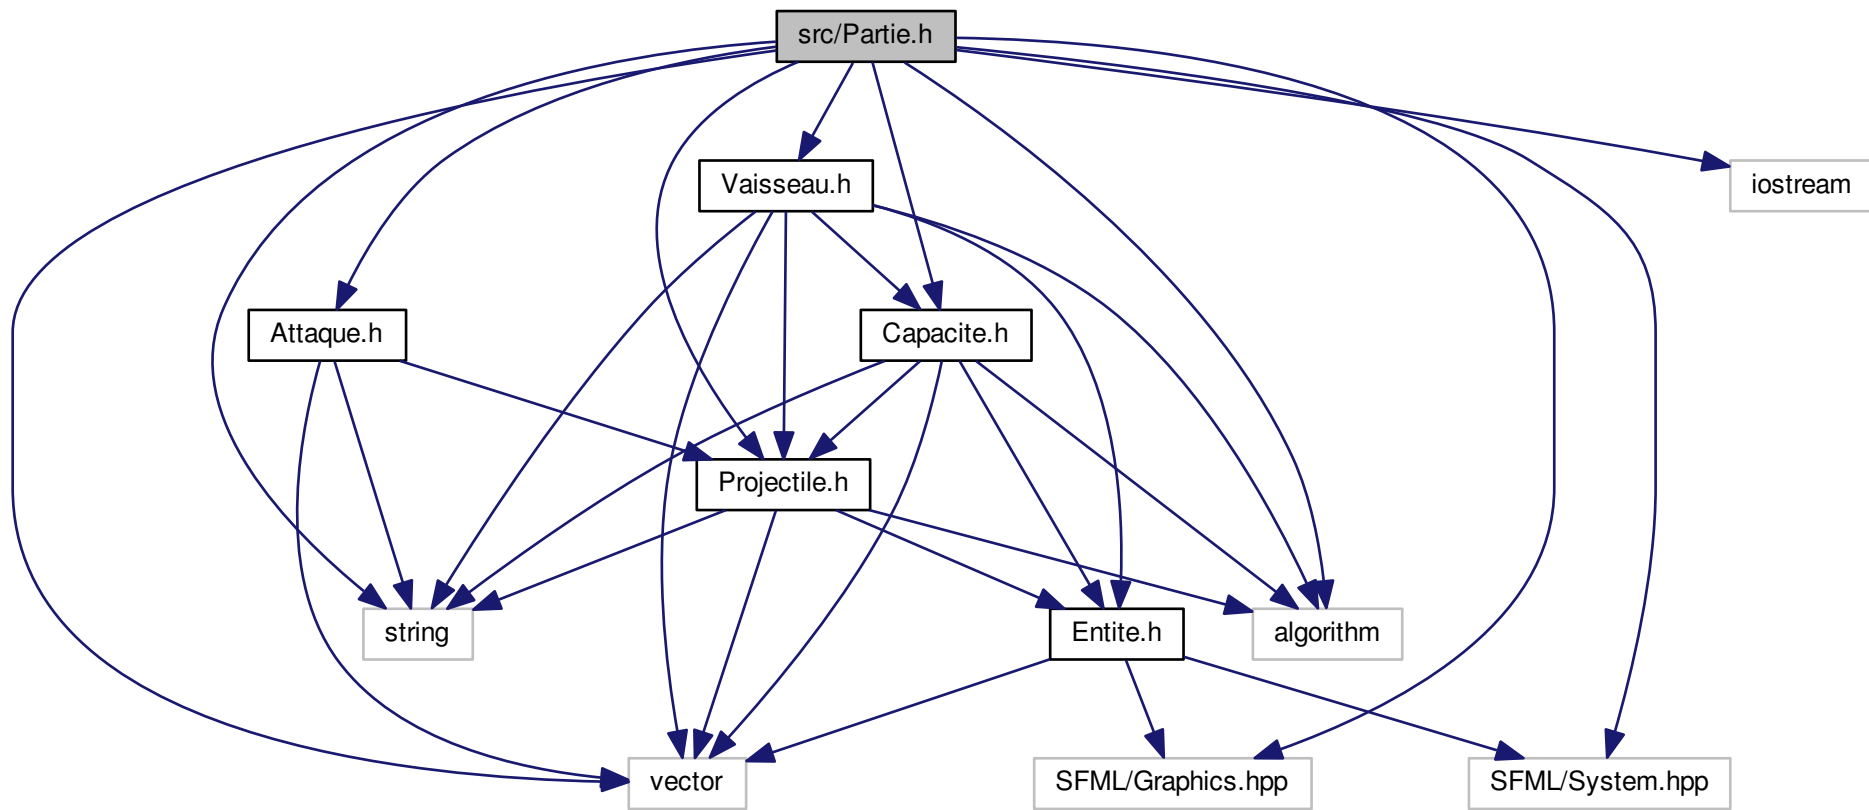 src/Partie.h
Vaisseau.h
iostream
Attaque.h
Capacite.h
Projectile.h
string
Entite.h
algorithm
vector
SFML/Graphics.hpp
SFML/System.hpp